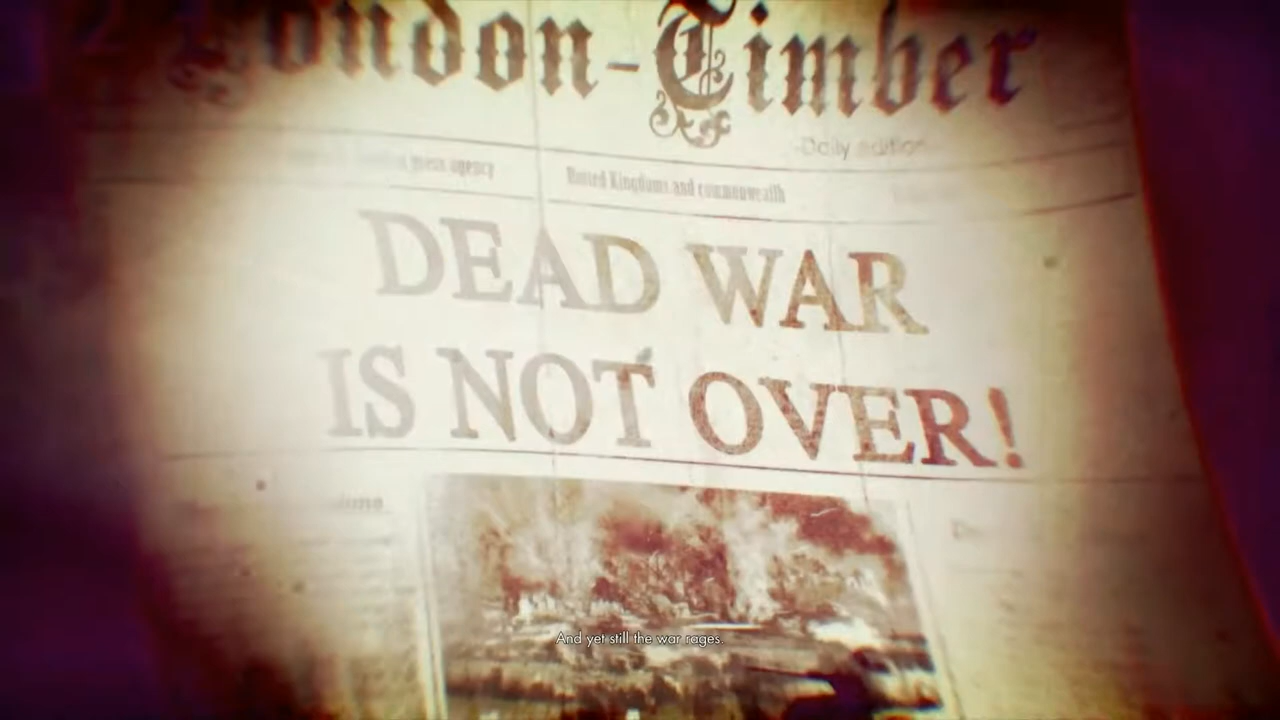 London-Timber
-Daily edition-
press agency
United Kingdoms and commonwealth
DEAD WAR
IS NOT OVER!
And yet still the war rages.